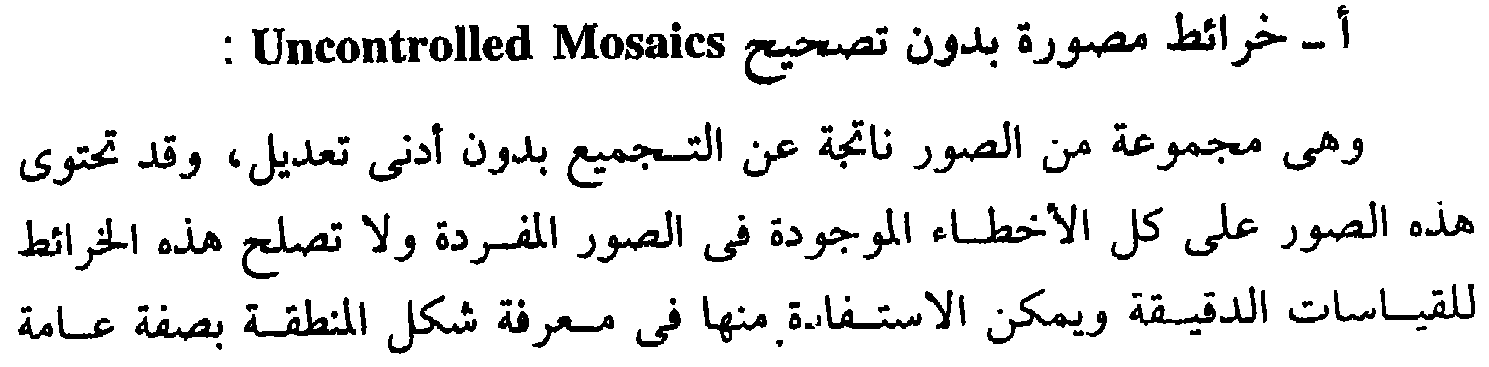 أ ـ خرائط مصورة بدون تصحيح Uncontrolled Mosaics :
وهى مجموعة من الصور ناتجة عن التجميع بدون أدنى تعديل، وقد تحتوى
هذه الصور على كل الأخطاء الموجودة فى الصور المفردة ولا تصلح هذه الخرائط
للقياسات الدقيقة ويمكن الاستفادة منها فى معرفة شكل المنطقة بصفة عامة